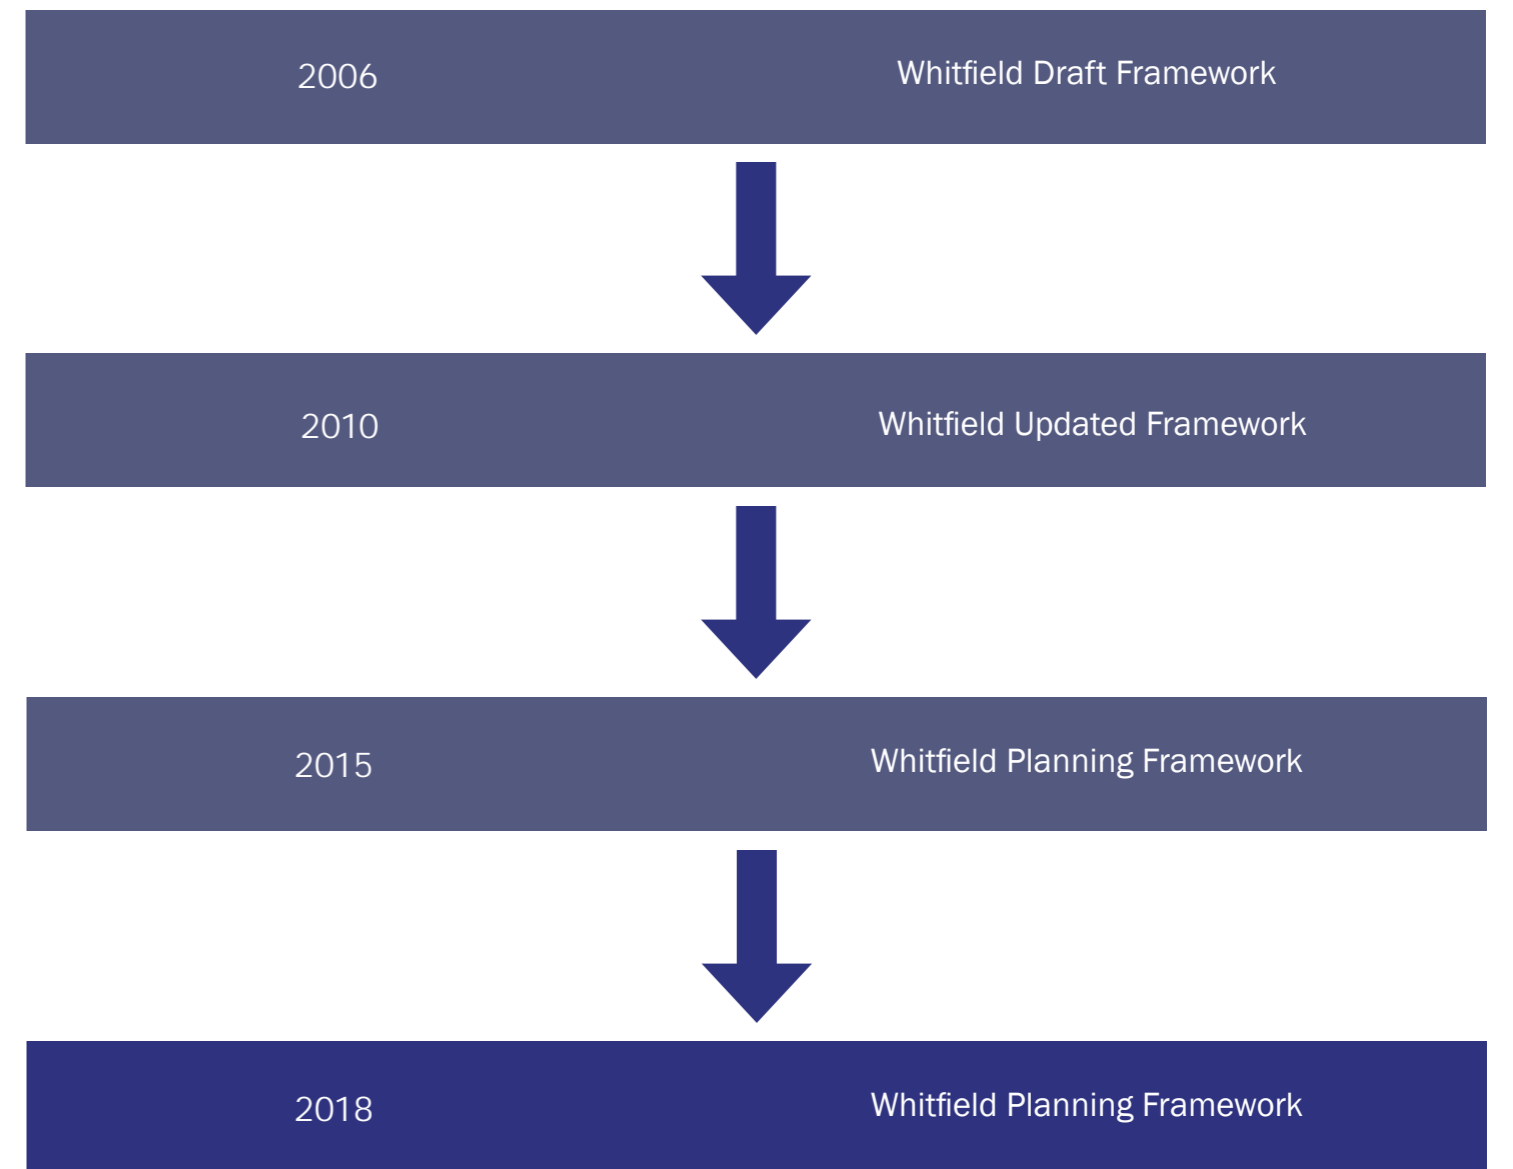 2006 Whitfield Draft Framework
2010 Whitfield Updated Framework
2015 Whitfield Planning Framework
2018 Whitfield Planning Framework